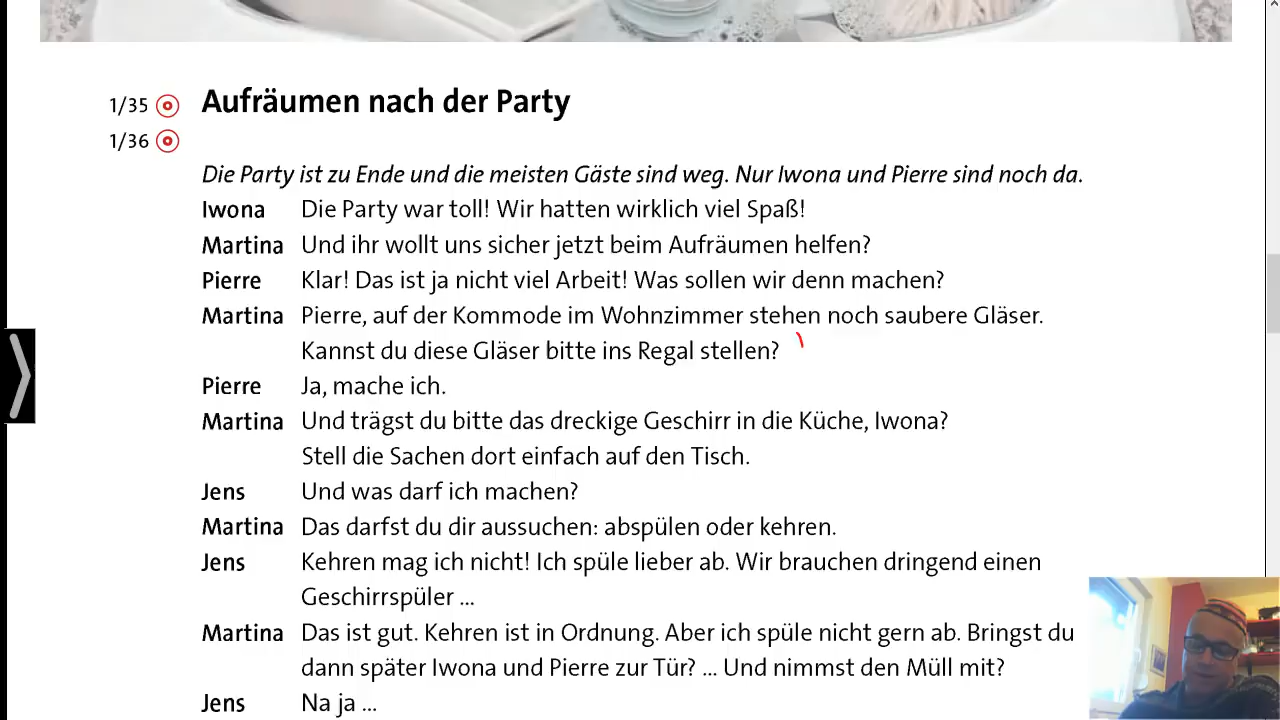 1/35 Aufräumen nach der Party
1/36
Die Party ist zu Ende und die meisten Gäste sind weg. Nur Iwona und Pierre sind noch da.
Iwona Die Party war toll! Wir hatten wirklich viel Spaß!
Martina Und ihr wollt uns sicher jetzt beim Aufräumen helfen?
Pierre Klar! Das ist ja nicht viel Arbeit! Was sollen wir denn machen?
Martina Pierre, auf der Kommode im Wohnzimmer stehen noch saubere Gläser.
Kannst du diese Gläser bitte ins Regal stellen?
Pierre Ja, mache ich.
Martina Und trägst du bitte das dreckige Geschirr in die Küche, Iwona?
Stell die Sachen dort einfach auf den Tisch.
Jens Und was darf ich machen?
Martina Das darfst du dir aussuchen: abspülen oder kehren.
Jens Kehren mag ich nicht! Ich spüle lieber ab. Wir brauchen dringend einen
Geschirrspüler ...
Martina Das ist gut. Kehren ist in Ordnung. Aber ich spüle nicht gern ab. Bringst du
dann später Iwona und Pierre zur Tür? ... Und nimmst den Müll mit?
Jens Na ja ...